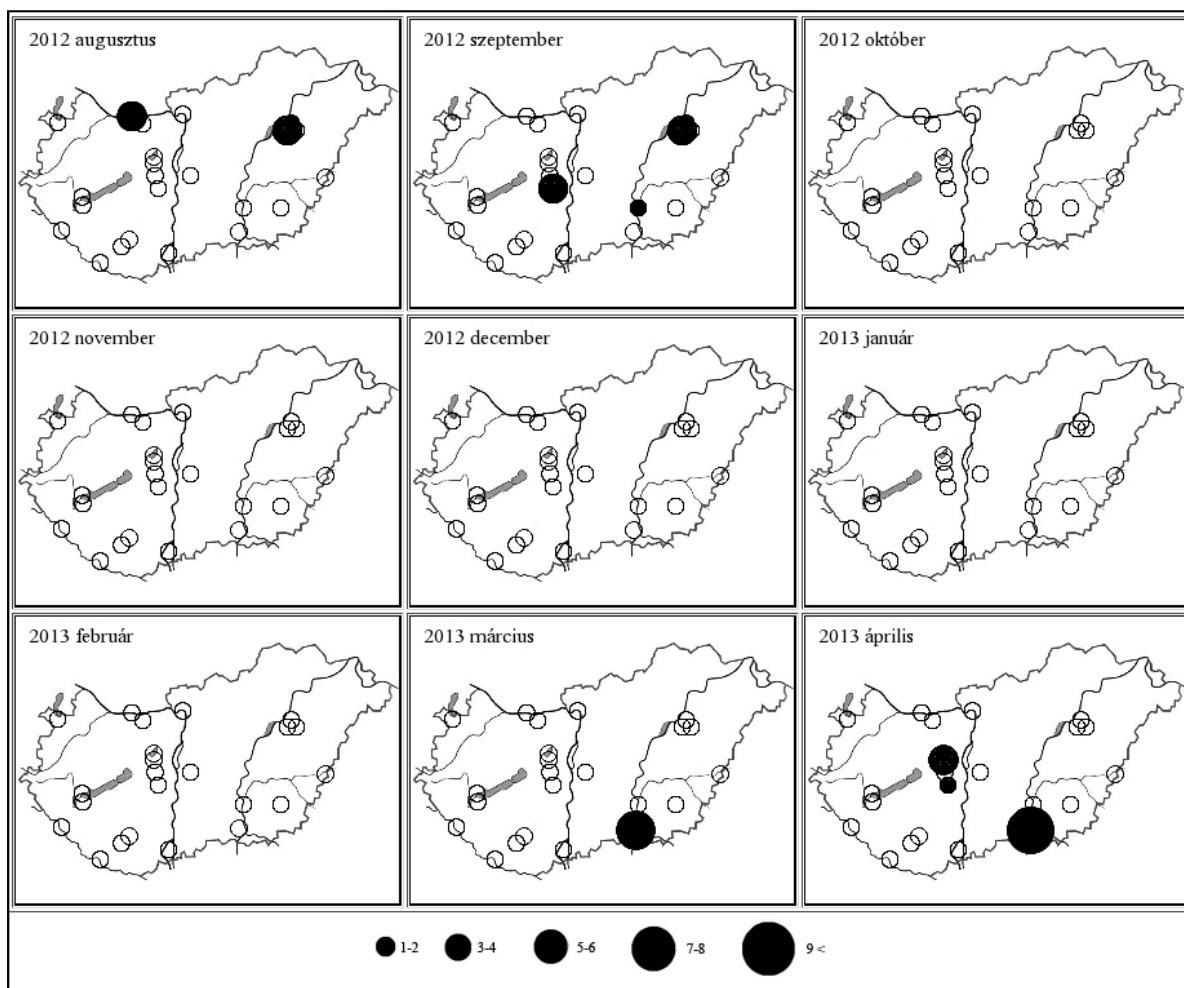 2012 augusztus
2012 szeptember
2012 október
2012 november
2012 december
2013 január
2013 február
2013 március
2013 április
1-2 3-4 5-6 7-8 9 <